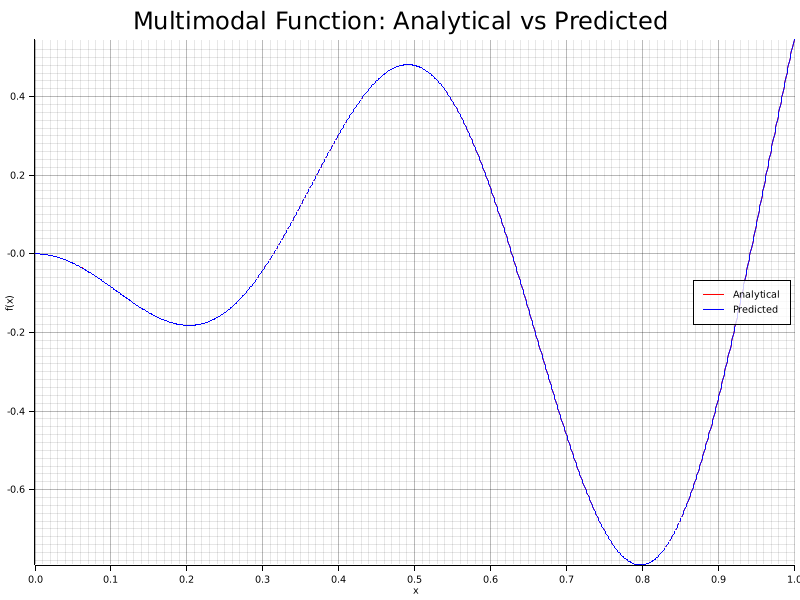 Multimodal Function: Analytical vs Predicted
0.4
0.2
-0.0
-0.2
-0.4
-0.6
f(x)
Analytical
Predicted
0.0 0.1 0.2 0.3 0.4 0.5 0.6 0.7 0.8 0.9 1.0
x